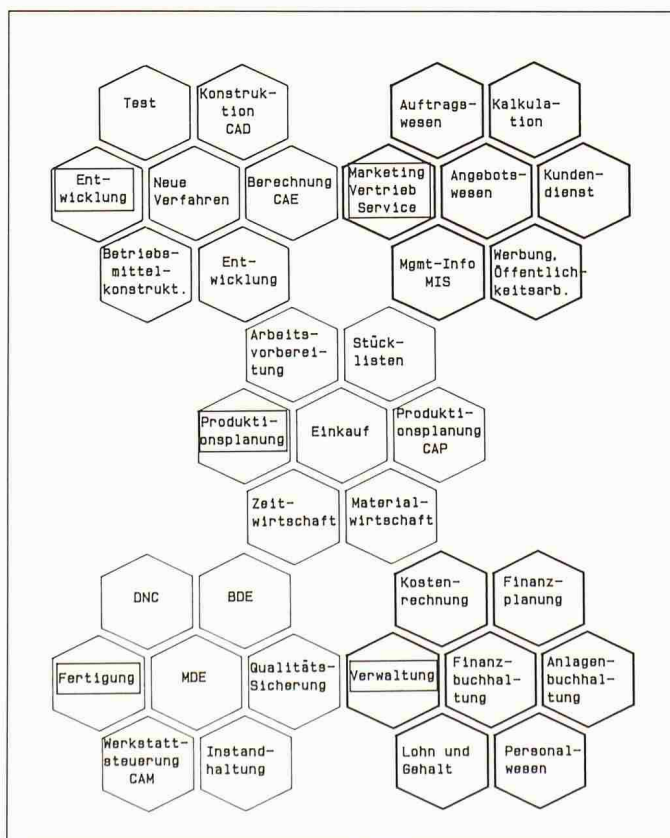 Test
Konstruk-
tion
CAD
Ent-
wicklung
Neue
Verfahren
Berechnung
CAE
Betriebs-
mittel-
konstrukt.
Ent-
wicklung
Auftrags-
wesen
Kalkula-
tion
Marketing
Vertrieb
Service
Angebots-
wesen
Kunden-
dienst
Mgmt-Info
MIS
Werbung,
Öffentlich-
keitsarb.
Arbeits-
vorberei-
tung
Stück-
listen
Produkti-
onsplanung
Einkauf
Produkti-
onsplanung
CAP
Zeit-
wirtschaft
Material-
wirtschaft
DNC
BDE
Fertigung
MDE
Qualitäts-
Sicherung
Werkstatt-
steuerung
CAM
Instand-
haltung
Kosten-
rechnung
Finanz-
planung
Verwaltung
Finanz-
buchhal-
tung
Anlagen-
buchhal-
tung
Lohn und
Gehalt
Personal-
wesen